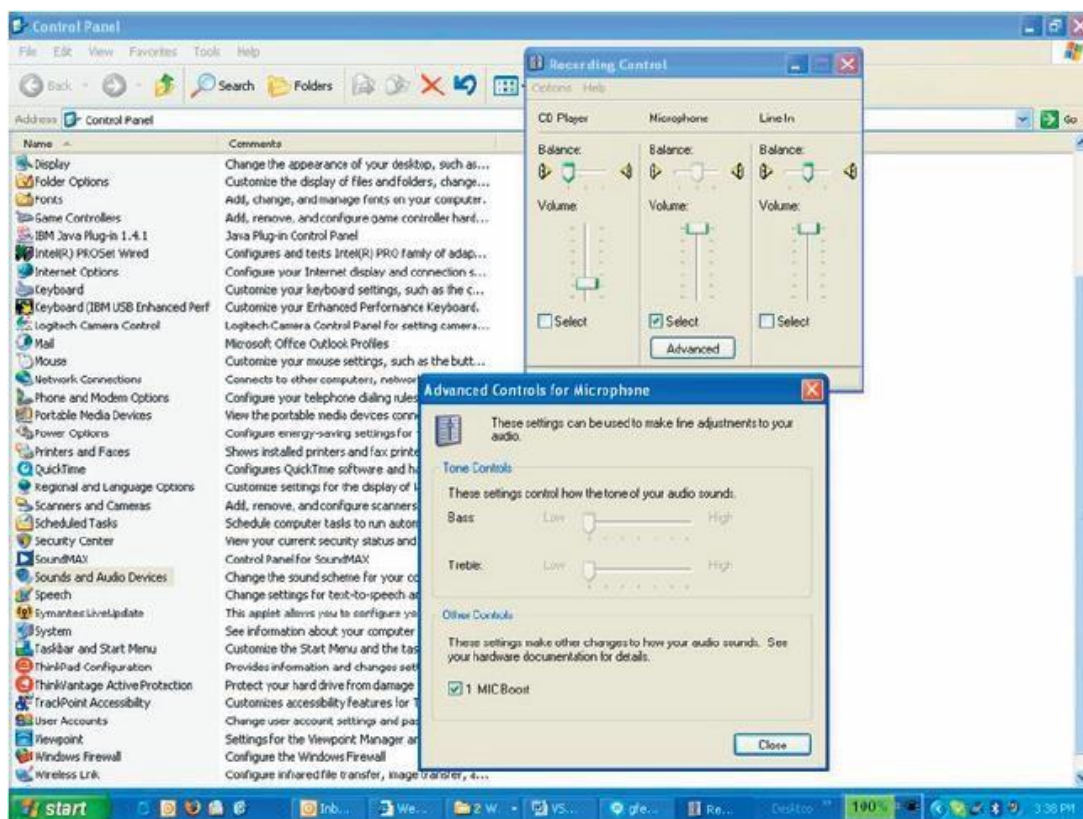 Control Panel
File Edit View Favorites Tools Help
Back Search Folders
Address Control Panel Go
Name Comments
Display Change the appearance of your desktop, such as...
Folder Options Customize the display of files and folders, change...
Fonts Add, change, and manage fonts on your computer.
Game Controllers Add, remove, and configure game controller hard...
IBM Java Plug-in 1.4.1 Java Plug-in Control Panel
Intel(R) PROSet Wired Configures and tests Intel(R) PRO family of adap...
Internet Options Configure your Internet display and connection s...
Keyboard Customize your keyboard settings, such as the c...
Keyboard (IBM USB Enhanced Perf Customize your Enhanced Performance Keyboard.
Logitech Camera Control Logitech Camera Control Panel for setting camera...
Mail Microsoft Office Outlook Profiles
Mouse Customize your mouse settings, such as the butt...
Network Connections Connects to other computers, networ
Phone and Modem Options Configure your telephone dialing rules
Portable Media Devices View the portable media devices conn
Power Options Configure energy-saving settings for
Printers and Faxes Shows installed printers and fax printe
QuickTime Configures QuickTime software and ha
Regional and Language Options Customize settings for the display of l
Scanners and Cameras Add, remove, and configure scanners
Scheduled Tasks Schedule computer tasks to run autom
Security Center View your current security status and
SoundMAX Control Panel for SoundMAX
Sounds and Audio Devices Change the sound scheme for your co
Speech Change settings for text-to-speech a
Symantec LiveUpdate This applet allows you to configure yo
System See information about your computer
Taskbar and Start Menu Customize the Start Menu and the tas
ThinkPad Configuration Provides information and changes set
ThinkVantage Active Protection Protect your hard drive from damage
TrackPoint Accessibility Customizes accessibility features for T
User Accounts Change user account settings and pas
Viewpoint Settings for the Viewpoint Manager an
Windows Firewall Configure the Windows Firewall
Wireless Link Configure infrared file transfer, image transfer, a...
Recording Control
Options Help
CD Player Microphone Line In
Balance: Balance: Balance:
Volume: Volume: Volume:
Select Select Select
Advanced
Advanced Controls for Microphone
These settings can be used to make fine adjustments to your
audio.
Tone Controls
These settings control how the tone of your audio sounds.
Bass: Low High
Treble: Low High
Other Controls
These settings make other changes to how your audio sounds. See
your hardware documentation for details.
1 MIC Boost
Close
start Inb... We... 2 W... VS... gfe... Re... Desktop 100% 3:38 PM